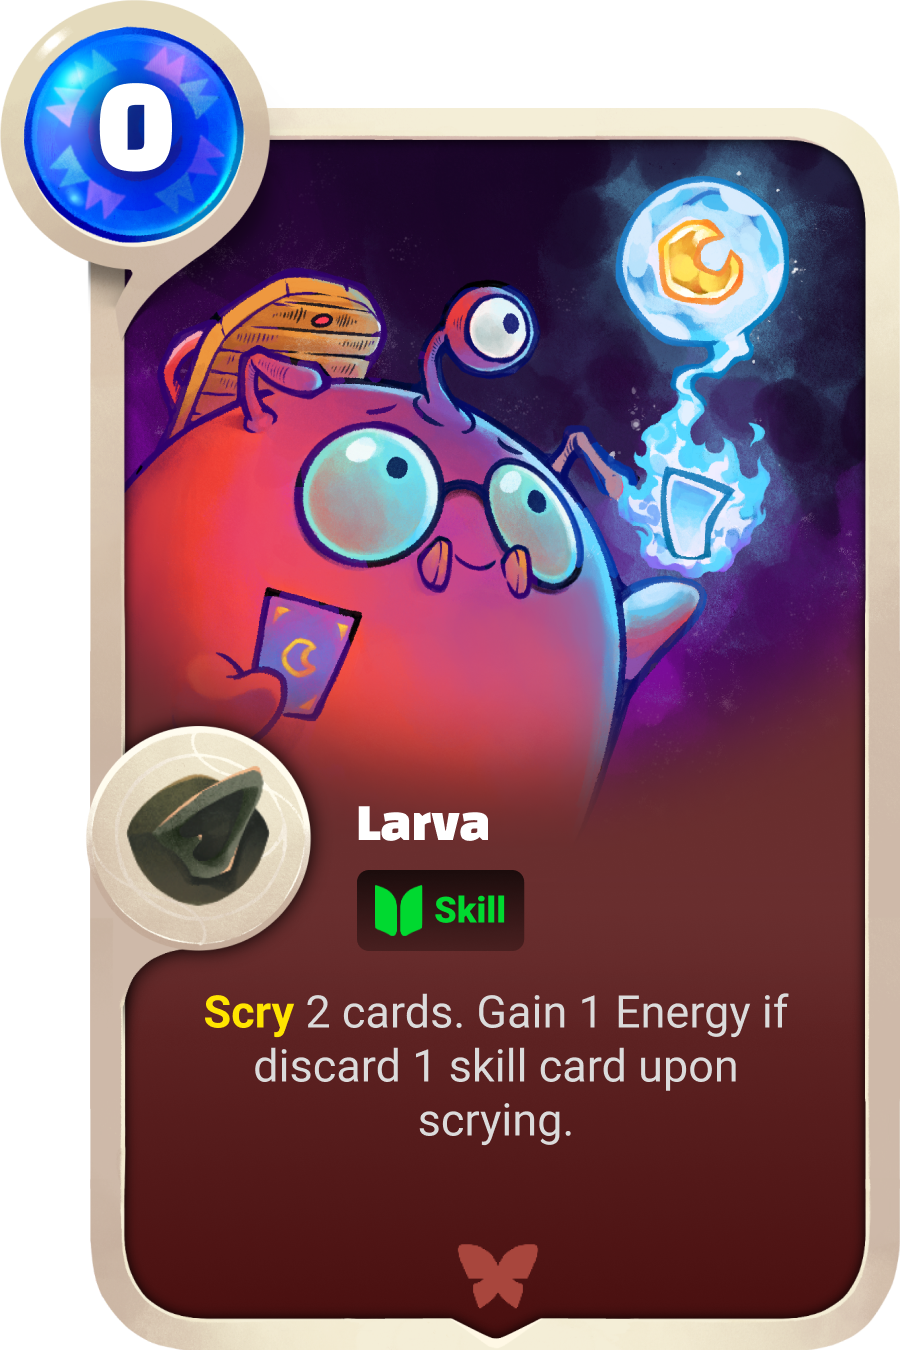 0
Larva
Skill
Scry 2 cards. Gain 1 Energy if
discard 1 skill card upon
scrying.